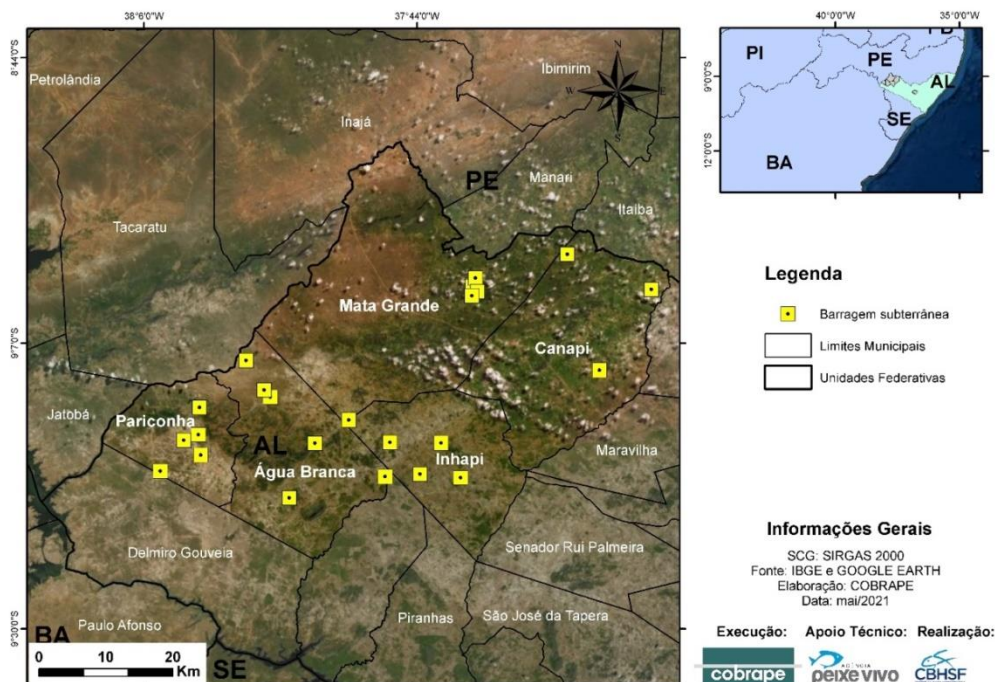 38°6'0"W
37°44'0"W
8°44'0"S
9°7'0"S
9°30'0"S
Petrolândia
Ibimirim
N
W
E
S
Inajá
PE
Manari
Itaíba
Tacaratu
Mata Grande
Canapi
Jatobá
Pariconha
AL
Inhapi
Maravilha
Água Branca
Delmiro Gouveia
Senador Rui Palmeira
Paulo Afonso
Piranhas
São José da Tapera
BA
SE
0 10 20
Km
40°0'0"W
35°0'0"W
9°0'0"S
12°0'0"S
PI
PE
AL
SE
BA
Legenda
Barragem subterrânea
Limites Municipais
Unidades Federativas
Informações Gerais
SCG: SIRGAS 2000
Fonte: IBGE e GOOGLE EARTH
Elaboração: COBRAPE
Data: mai/2021
Execução: Apoio Técnico: Realização:
cobrape
AGÊNCIA
peixe vivo
CBHSF